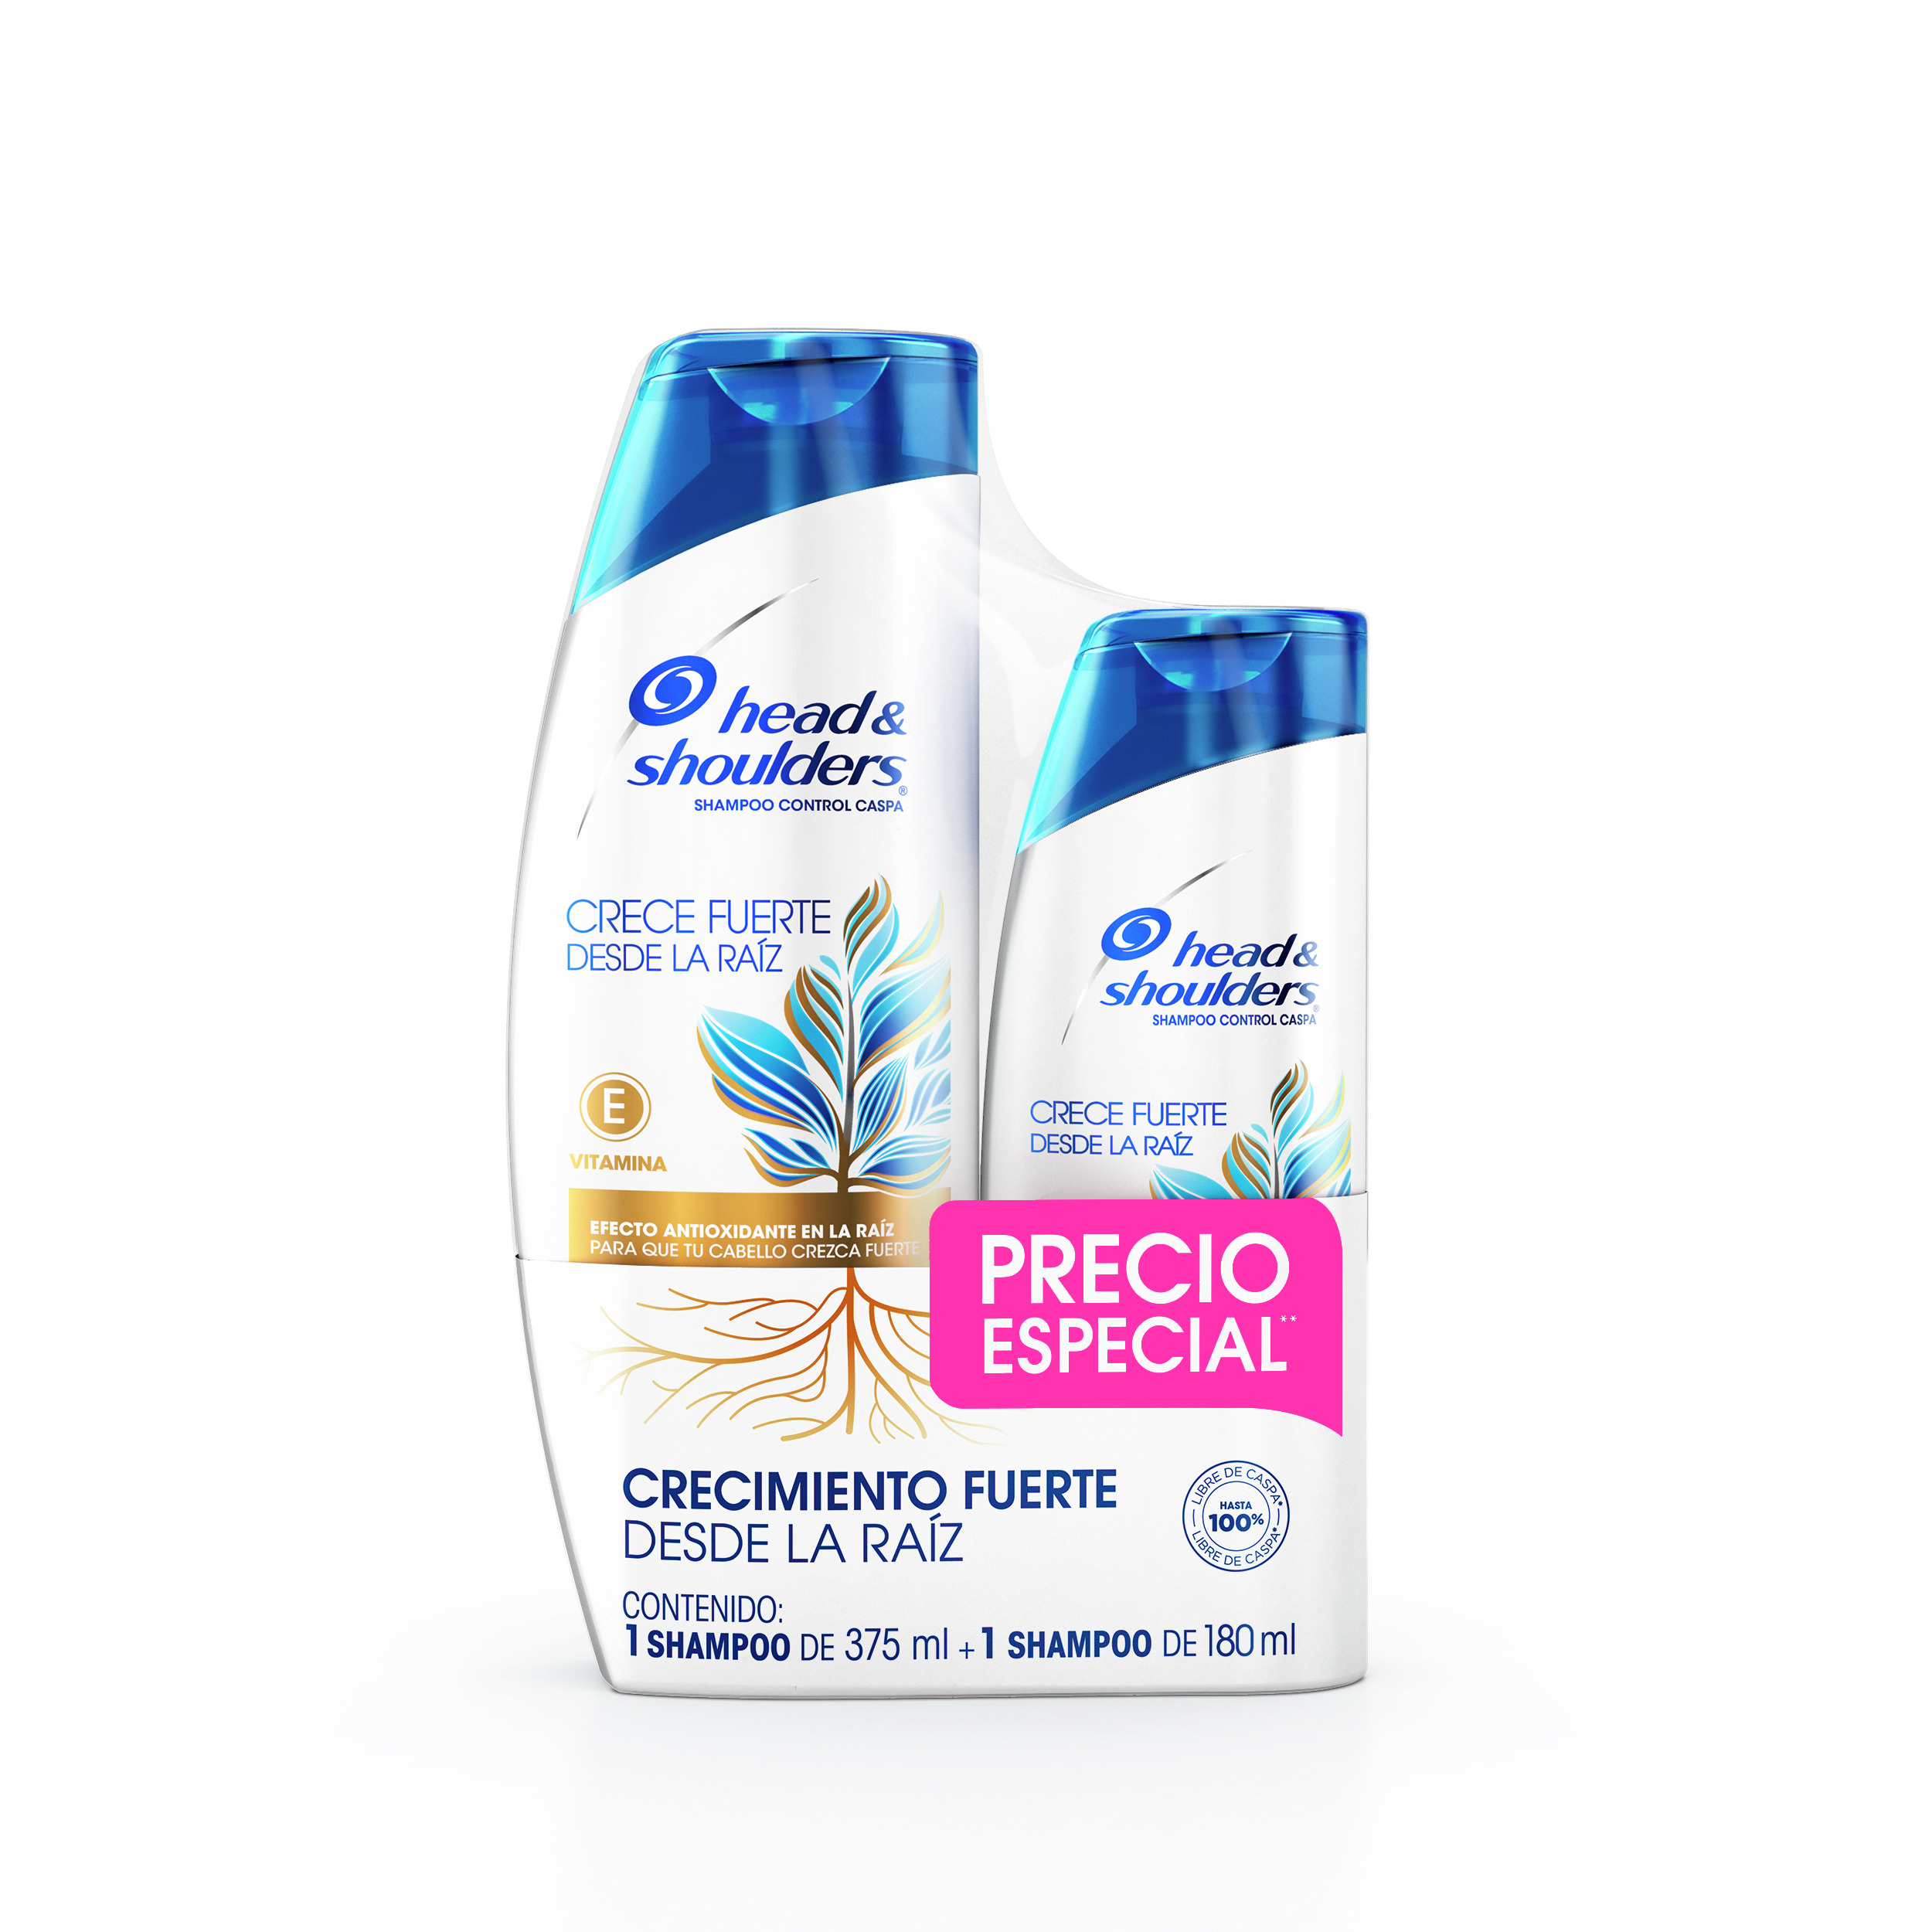 head &
shoulders®
SHAMPOO CONTROL CASPA
CRECE FUERTE
DESDE LA RAÍZ
E
VITAMINA
EFECTO ANTIOXIDANTE EN LA RAÍZ
PARA QUE TU CABELLO CREZCA FUERTE
head &
shoulders®
SHAMPOO CONTROL CASPA
CRECE FUERTE
DESDE LA RAÍZ
PRECIO
ESPECIAL**
CRECIMIENTO FUERTE
DESDE LA RAÍZ
LIBRE DE CASPA*
HASTA
100%
LIBRE DE CASPA*
CONTENIDO:
1 SHAMPOO DE 375 ml + 1 SHAMPOO DE 180 ml